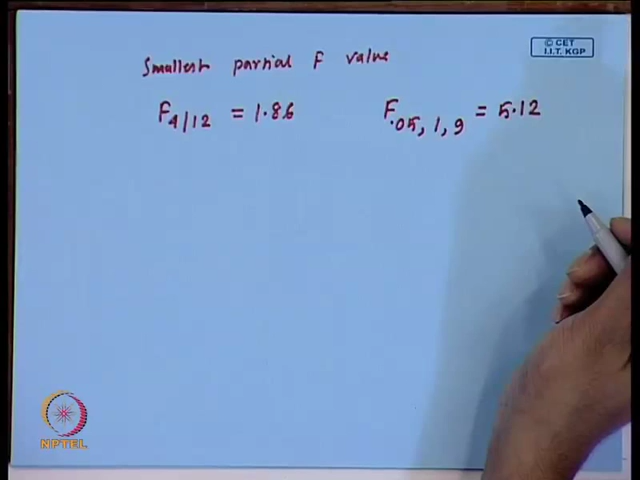 Smallest partial F value
© CET
I.I.T. KGP
F4/12 = 1.86 F.05, 1, 9 = 5.12
NPTEL